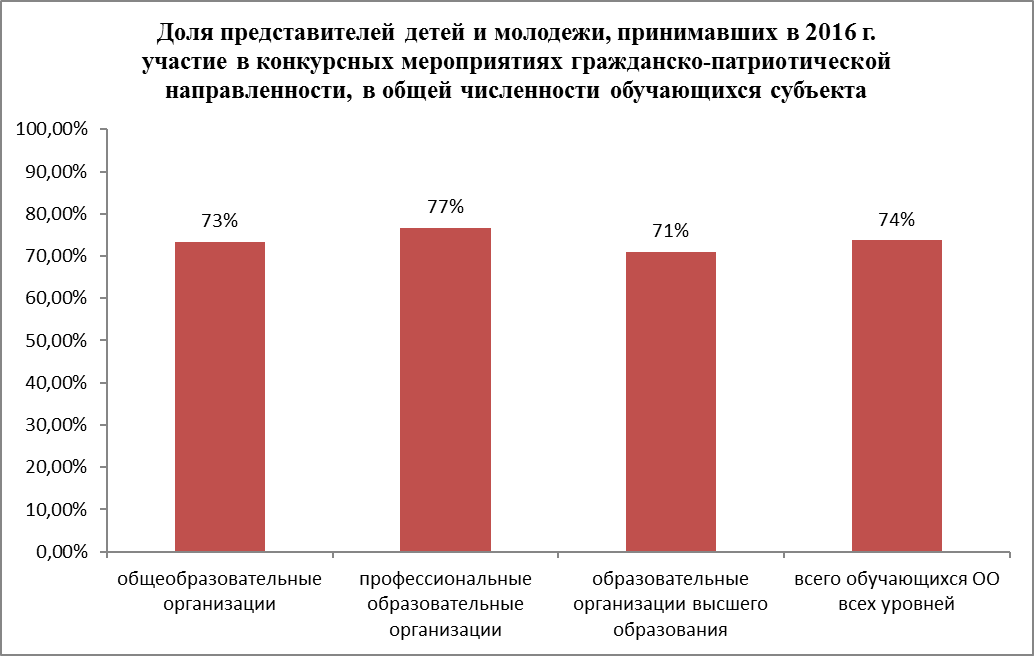 Доля представителей детей и молодежи, принимавших в 2016 г.
участие в конкурсных мероприятиях гражданско-патриотической
направленности, в общей численности обучающихся субъекта
100,00%
90,00%
80,00%
70,00%
60,00%
50,00%
40,00%
30,00%
20,00%
10,00%
0,00%
73%
77%
71%
74%
общеобразовательные
организации
профессиональные
образовательные
организации
образовательные
организации высшего
образования
всего обучающихся ОО
всех уровней